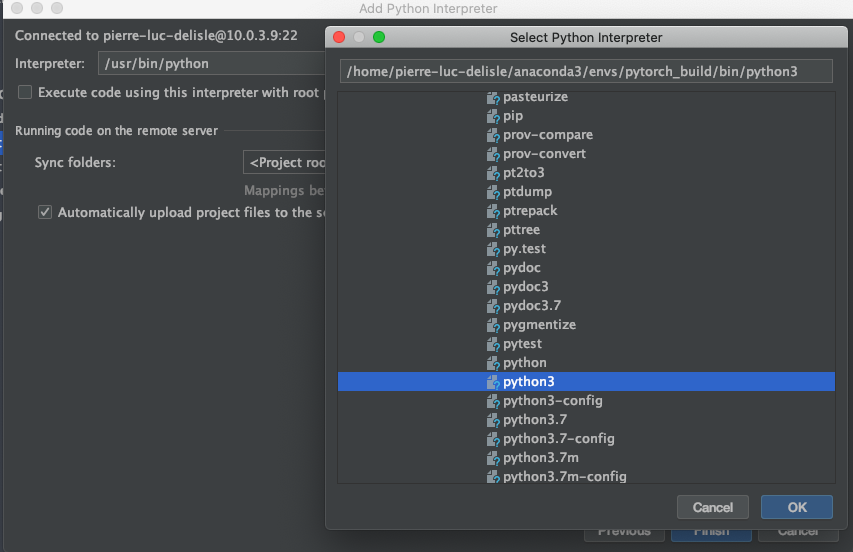 Add Python Interpreter
Connected to pierre-luc-delisle@10.0.3.9:22
Interpreter: /usr/bin/python
Execute code using this interpreter with root
Running code on the remote server
Sync folders: <Project roo
Mappings be
Automatically upload project files to the se
Select Python Interpreter
/home/pierre-luc-delisle/anaconda3/envs/pytorch_build/bin/python3
pasteurize
pip
prov-compare
prov-convert
pt2to3
ptdump
ptrepack
pttree
py.test
pydoc
pydoc3
pydoc3.7
pygmentize
pytest
python
python3
python3-config
python3.7
python3.7-config
python3.7m
python3.7m-config
Cancel OK
Previous Finish Cancel